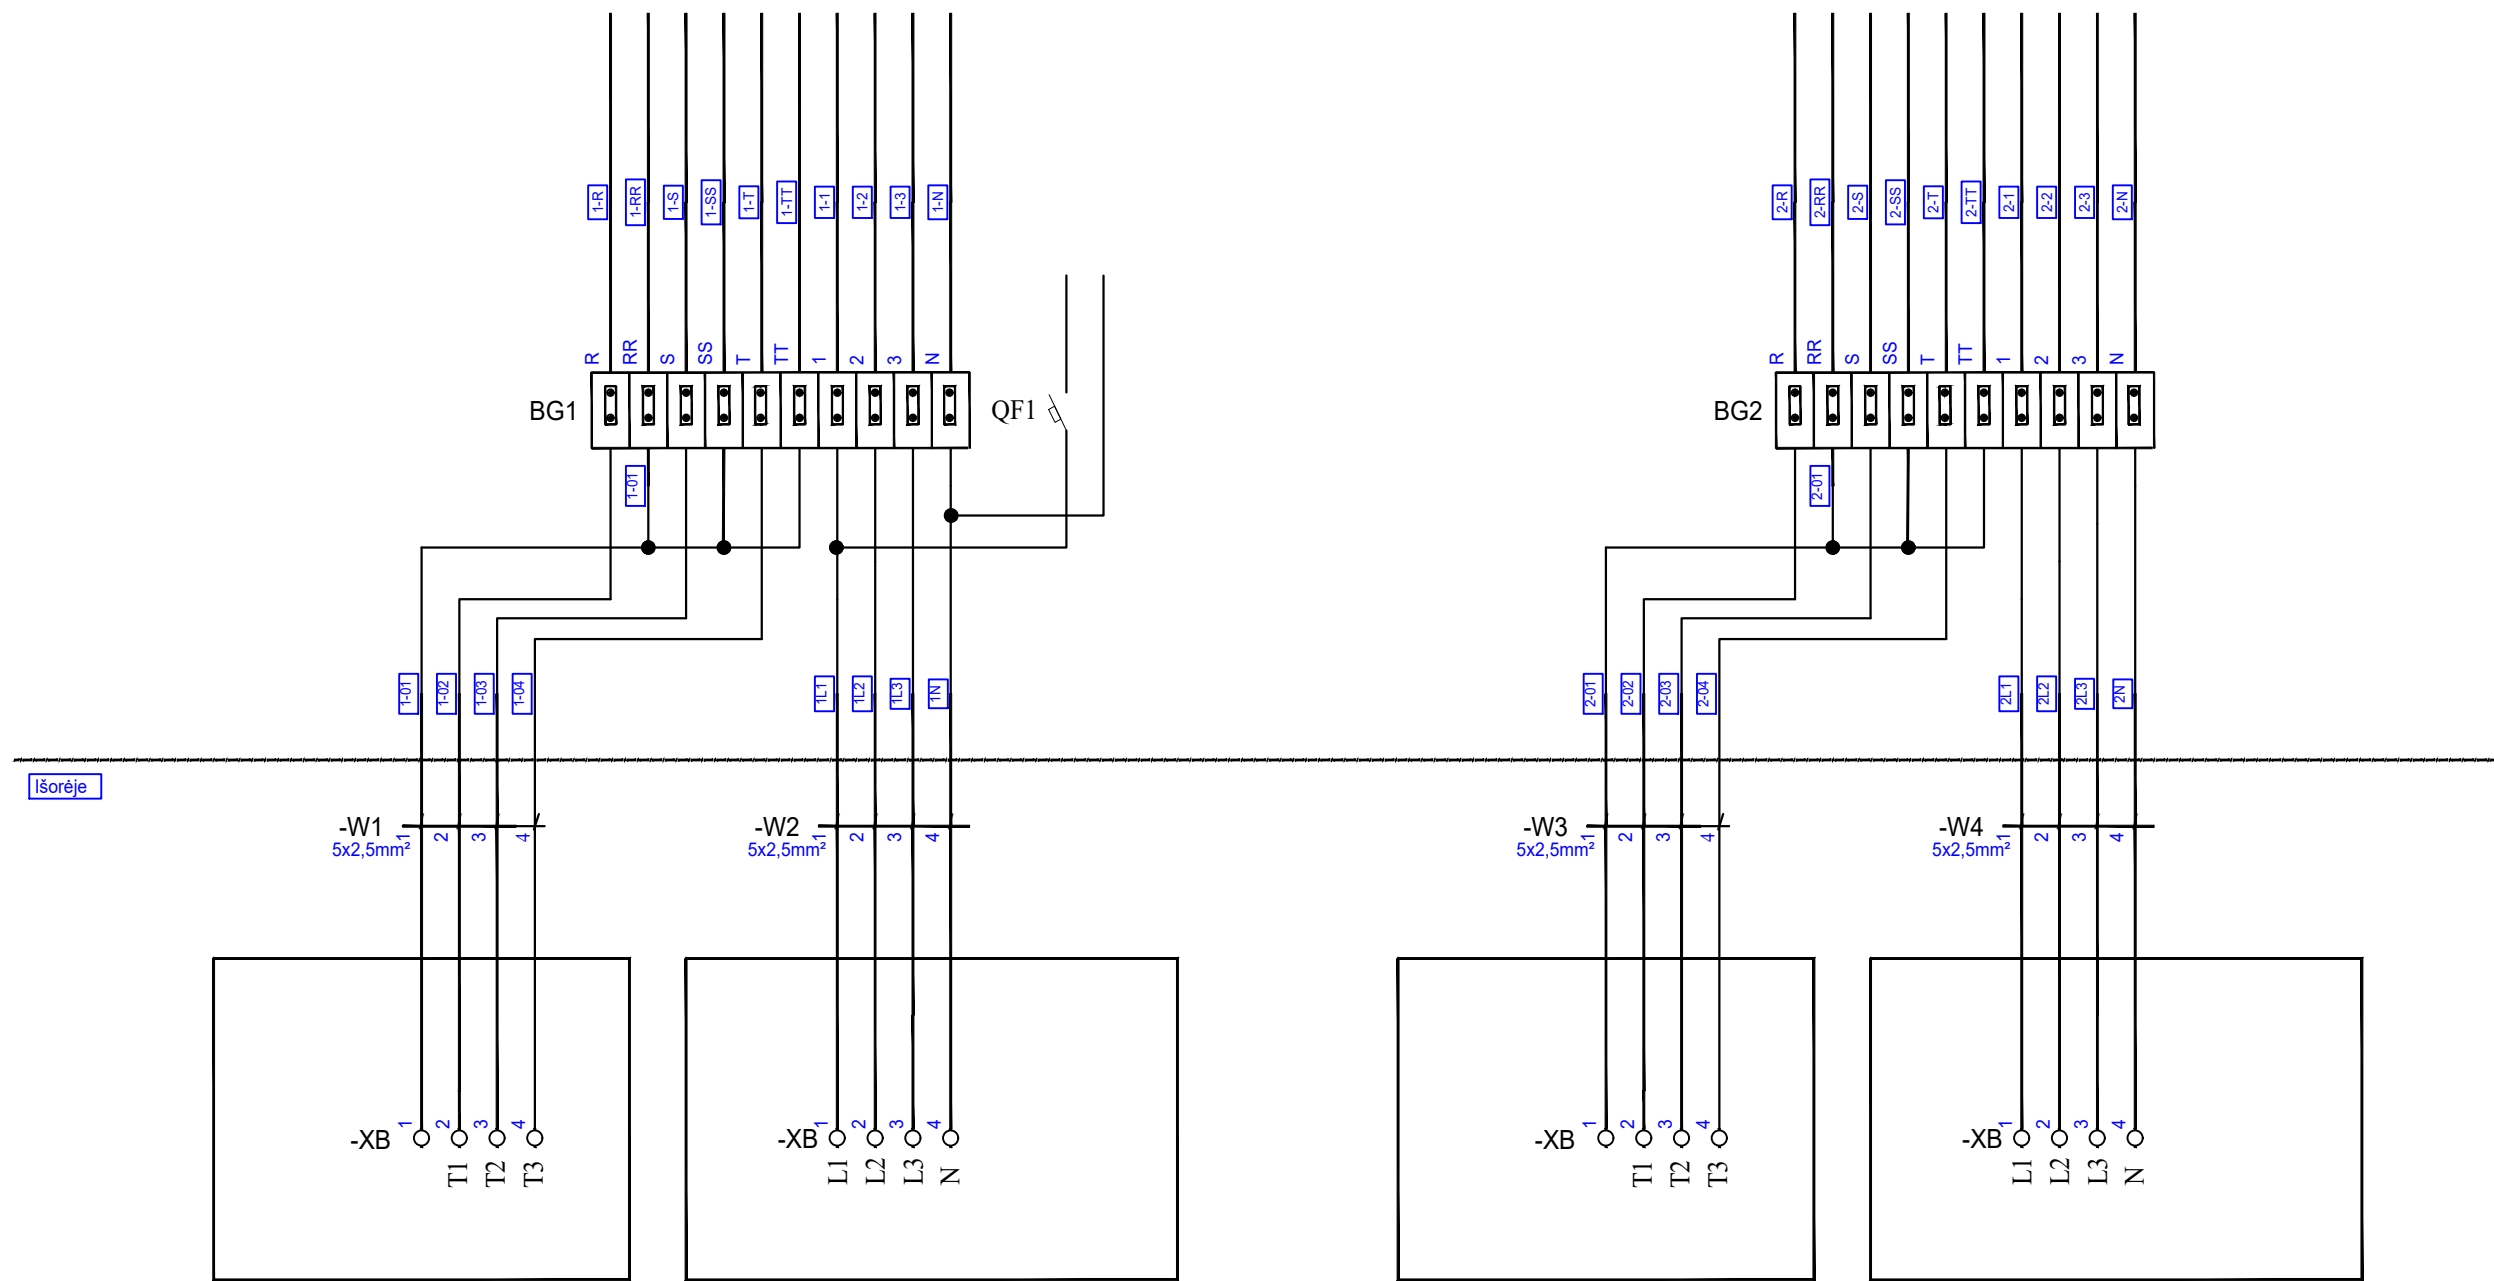 1-R 1-RR 1-S 1-SS 1-T 1-TT 1-1 1-2 1-3 1-N
2-R 2-RR 2-S 2-SS 2-T 2-TT 2-1 2-2 2-3 2-N
R RR S SS T TT 1 2 3 N
R RR S SS T TT 1 2 3 N
BG1
QF1
BG2
1-01
2-01
1-01 1-02 1-03 1-04
1L1 1L2 1L3 1N
2-01 2-02 2-03 2-04
2L1 2L2 2L3 2N
Išorėje
-W1 1 2 3 4
5x2,5mm²
-W2 1 2 3 4
5x2,5mm²
-W3 1 2 3 4
5x2,5mm²
-W4 1 2 3 4
5x2,5mm²
-XB 1 2 3 4
T1 T2 T3
-XB 1 2 3 4
L1 L2 L3 N
-XB 1 2 3 4
T1 T2 T3
-XB 1 2 3 4
L1 L2 L3 N